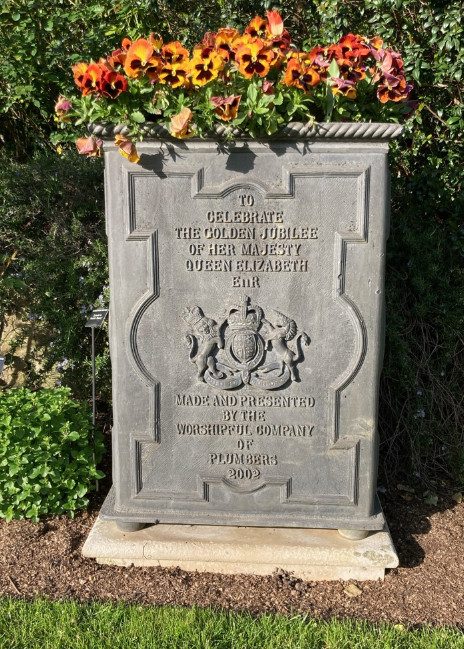 TO
CELEBRATE
THE GOLDEN JUBILEE
OF HER MAJESTY
QUEEN ELIZABETH
EIIR
MADE AND PRESENTED
BY THE
WORSHIPFUL COMPANY
OF
PLUMBERS
2002